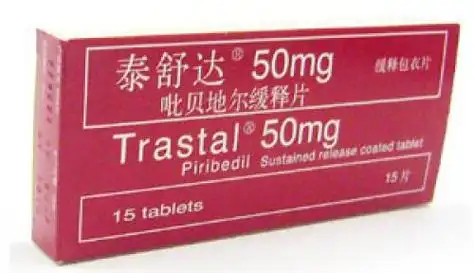 泰舒达® 50mg 缓释包衣片
吡贝地尔缓释片
Trastal® 50mg
Piribedil Sustained release coated tablet
15 tablets 15片